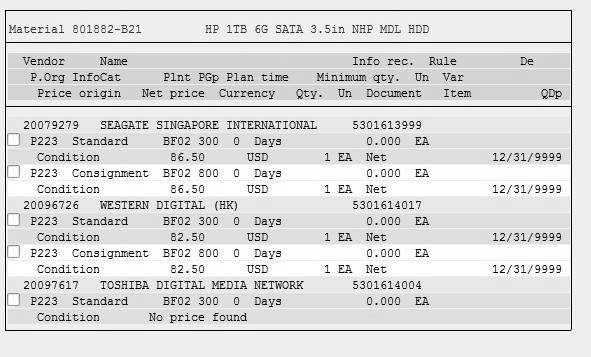 Material 801882-B21 HP 1TB 6G SATA 3.5in NHP MDL HDD
Vendor Name Info rec. Rule De
P.Org InfoCat Plnt PGp Plan time Minimum qty. Un Var
Price origin Net price Currency Qty. Un Document Item QDp
20079279 SEAGATE SINGAPORE INTERNATIONAL 5301613999
P223 Standard BF02 300 0 Days 0.000 EA
Condition 86.50 USD 1 EA Net 12/31/9999
P223 Consignment BF02 800 0 Days 0.000 EA
Condition 86.50 USD 1 EA Net 12/31/9999
20096726 WESTERN DIGITAL (HK) 5301614017
P223 Standard BF02 300 0 Days 0.000 EA
Condition 82.50 USD 1 EA Net 12/31/9999
P223 Consignment BF02 800 0 Days 0.000 EA
Condition 82.50 USD 1 EA Net 12/31/9999
20097617 TOSHIBA DIGITAL MEDIA NETWORK 5301614004
P223 Standard BF02 300 0 Days 0.000 EA
Condition No price found